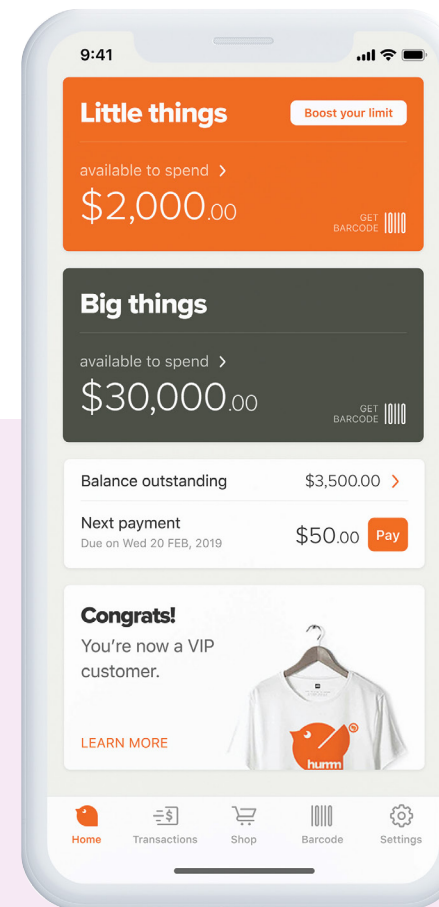 9:41
Little things
Boost your limit
available to spend >
$2,000.00
GET
BARCODE
Big things
available to spend >
$30,000.00
GET
BARCODE
Balance outstanding
$3,500.00 >
Next payment
Due on Wed 20 FEB, 2019
$50.00
Pay
Congrats!
You're now a VIP
customer.
LEARN MORE
humm
Home
Transactions
Shop
Barcode
Settings